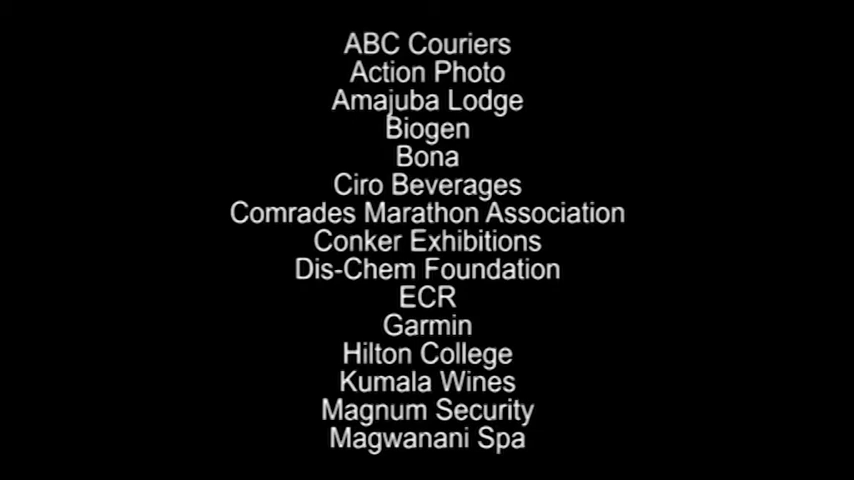 ABC Couriers
Action Photo
Amajuba Lodge
Biogen
Bona
Ciro Beverages
Comrades Marathon Association
Conker Exhibitions
Dis-Chem Foundation
ECR
Garmin
Hilton College
Kumala Wines
Magnum Security
Magwanani Spa